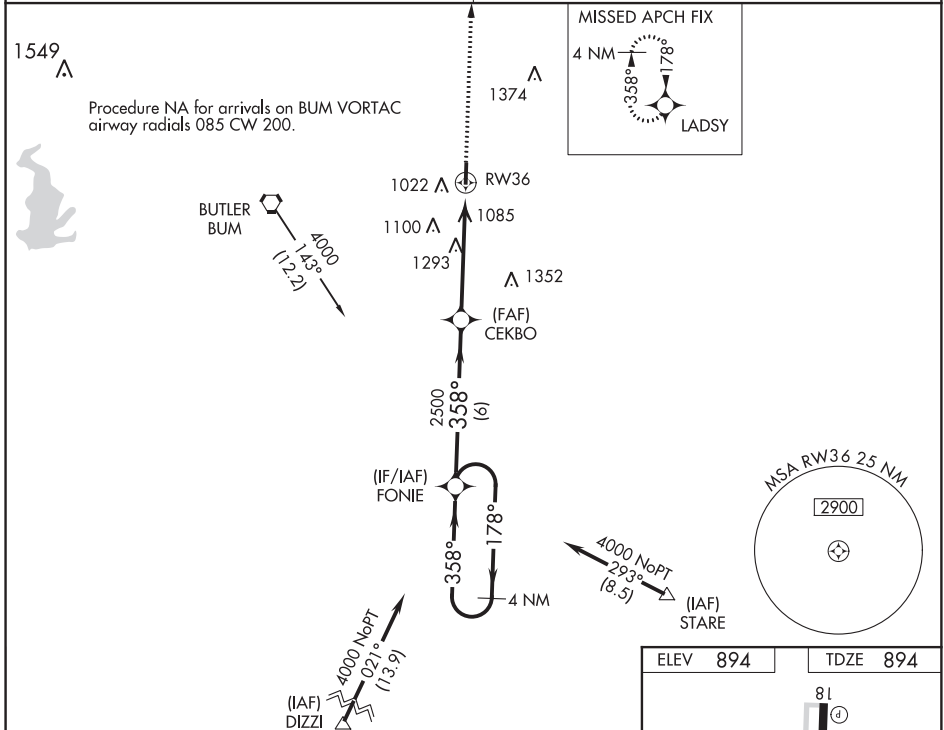 MISSED APCH FIX
4 NM
358°
178°
LADSY
1549
1374
Procedure NA for arrivals on BUM VORTAC
airway radials 085 CW 200.
1022
RW36
BUTLER
BUM
4000
143°
(12.2)
1100
1085
1293
1352
(FAF)
CEKBO
2500
358°
(6)
(IF/IAF)
FONIE
358°
178°
4 NM
MSA RW36 25 NM
2900
4000 NoPT
293°
(8.5)
(IAF)
STARE
4000 NoPT
021°
(13.9)
(IAF)
DIZZI
ELEV 894
TDZE 894
18
P